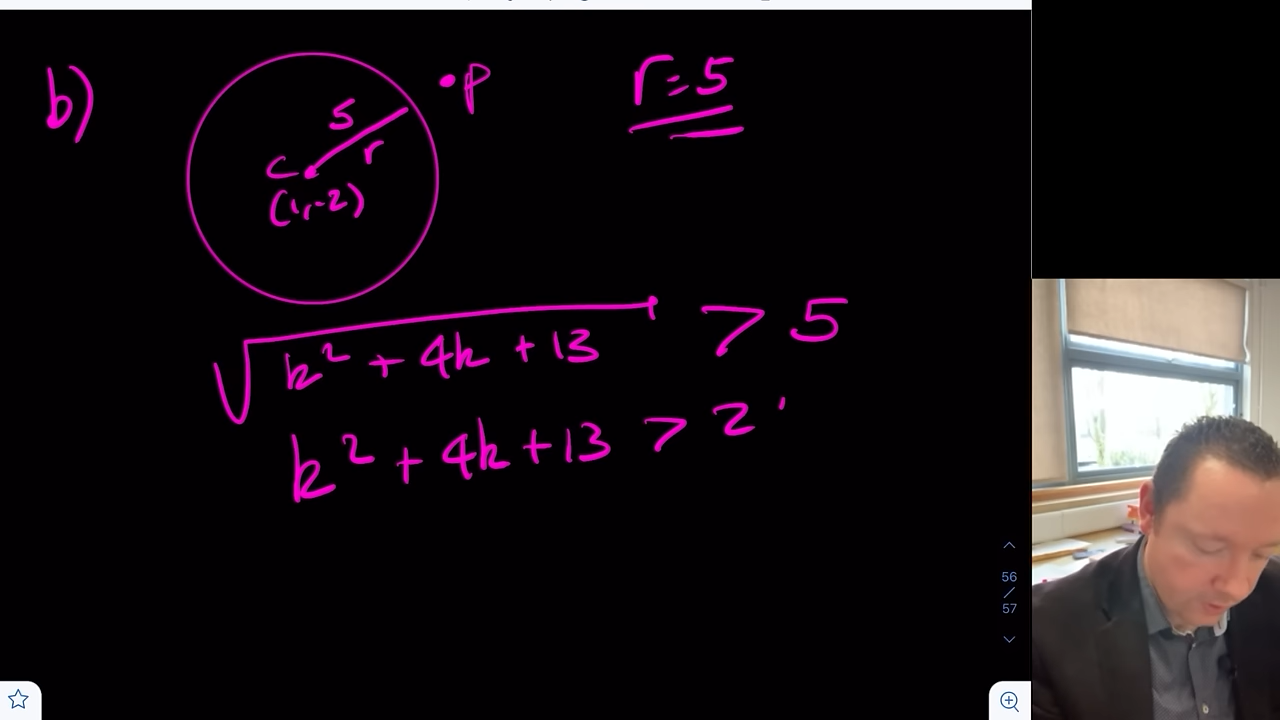 b)
5
r
C
(1,-2)
•P
r=5
√(k² + 4k + 13) > 5
k² + 4k + 13 > 2
56
/
57